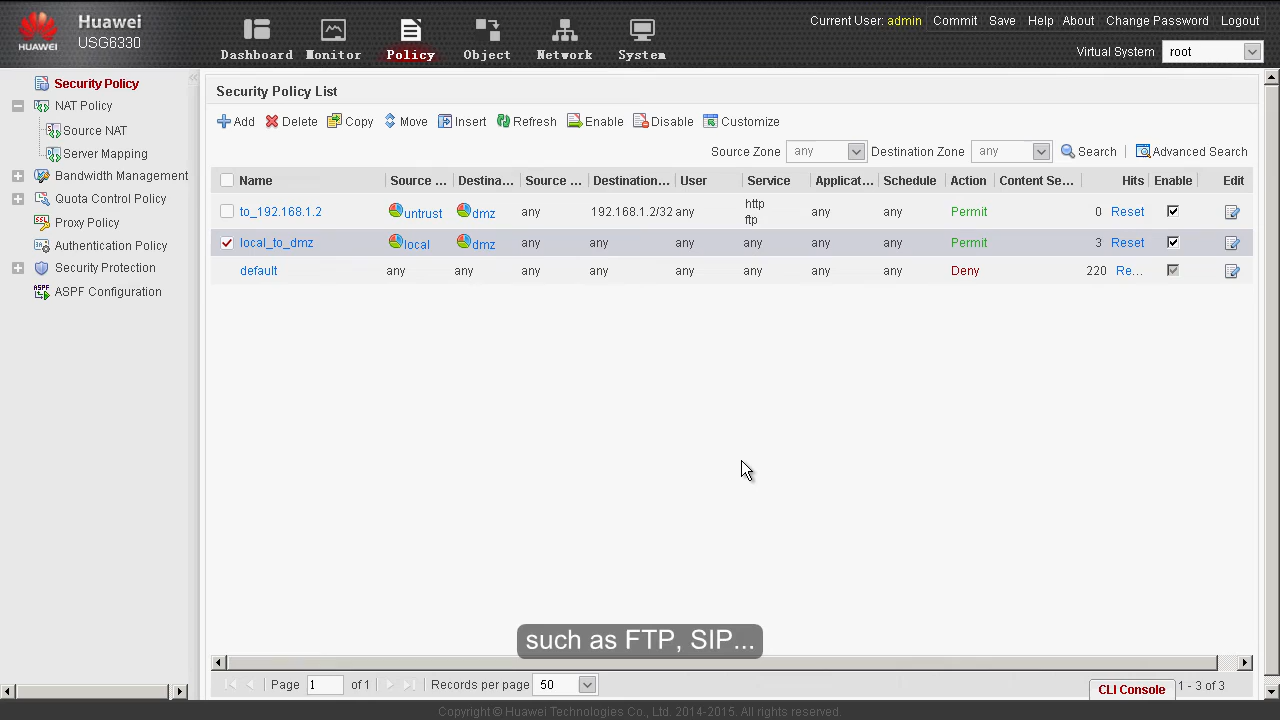 Huawei
USG6330
HUAWEI
Dashboard Monitor Policy Object Network System
Current User: admin Commit Save Help About Change Password Logout
Virtual System root
Security Policy
NAT Policy
Source NAT
Server Mapping
Bandwidth Management
Quota Control Policy
Proxy Policy
Authentication Policy
Security Protection
ASPF Configuration
Security Policy List
Add Delete Copy Move Insert Refresh Enable Disable Customize
Source Zone any Destination Zone any Search Advanced Search
Name Source ... Destina... Source ... Destination... User Service Applicat... Schedule Action Content Se... Hits Enable Edit
to_192.168.1.2 untrust dmz any 192.168.1.2/32 any http ftp any any Permit 0 Reset
local_to_dmz local dmz any any any any any any Permit 3 Reset
default any any any any any any any any Deny 220 Re...
such as FTP, SIP...
Page 1 of 1 Records per page 50 1 - 3 of 3
CLI Console
Copyright © Huawei Technologies Co., Ltd. 2014-2015. All rights reserved.